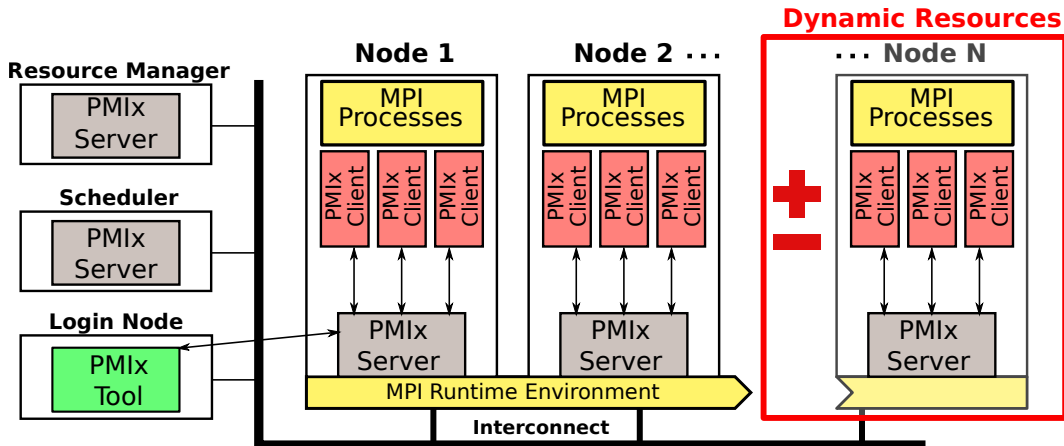 Dynamic Resources
Node 1
Node 2 ...
... Node N
Resource Manager
PMIx
Server
Scheduler
PMIx
Server
Login Node
PMIx
Tool
MPI
Processes
PMIx
Client
PMIx
Client
PMIx
Client
PMIx
Server
MPI
Processes
PMIx
Client
PMIx
Client
PMIx
Client
PMIx
Server
MPI
Processes
PMIx
Client
PMIx
Client
PMIx
Client
PMIx
Server
+
−
MPI Runtime Environment
Interconnect